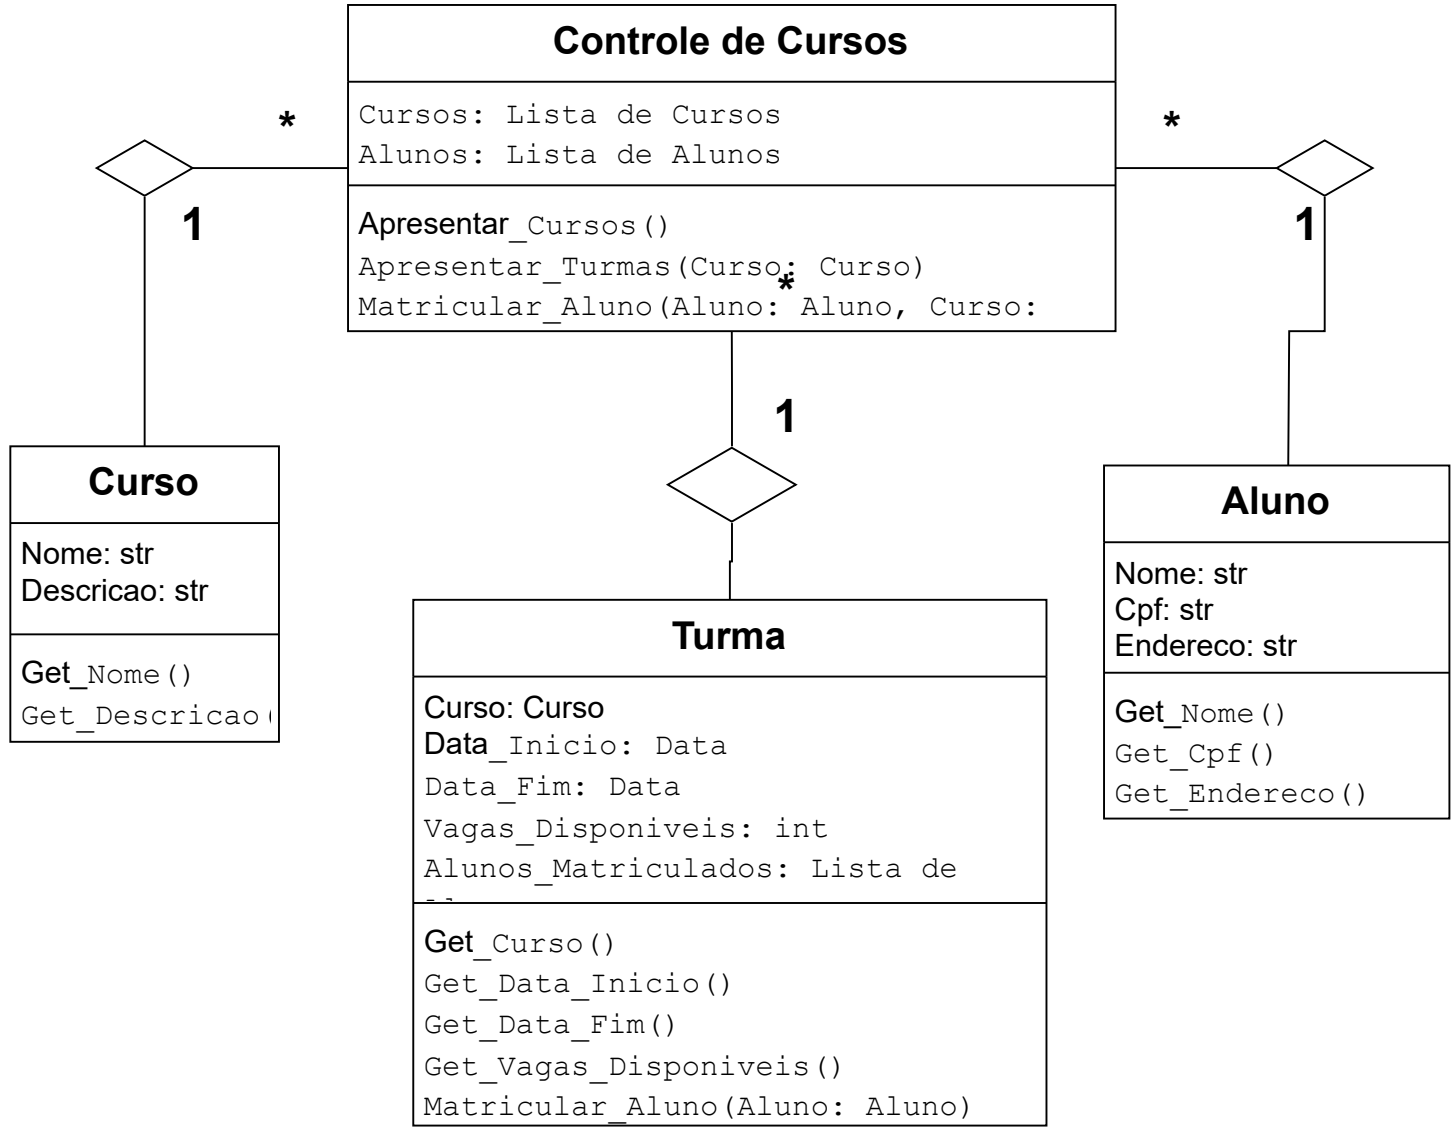 Controle de Cursos
Cursos: Lista de Cursos
Alunos: Lista de Alunos
*
*
1
1
Apresentar_Cursos()
Apresentar_Turmas(Curso: Curso)
*
Matricular_Aluno(Aluno: Aluno, Curso:
1
Curso
Nome: str
Descricao: str
Get_Nome()
Get_Descricao(
Aluno
Nome: str
Cpf: str
Endereco: str
Get_Nome()
Get_Cpf()
Get_Endereco()
Turma
Curso: Curso
Data_Inicio: Data
Data_Fim: Data
Vagas_Disponiveis: int
Alunos_Matriculados: Lista de
Get_Curso()
Get_Data_Inicio()
Get_Data_Fim()
Get_Vagas_Disponiveis()
Matricular_Aluno(Aluno: Aluno)